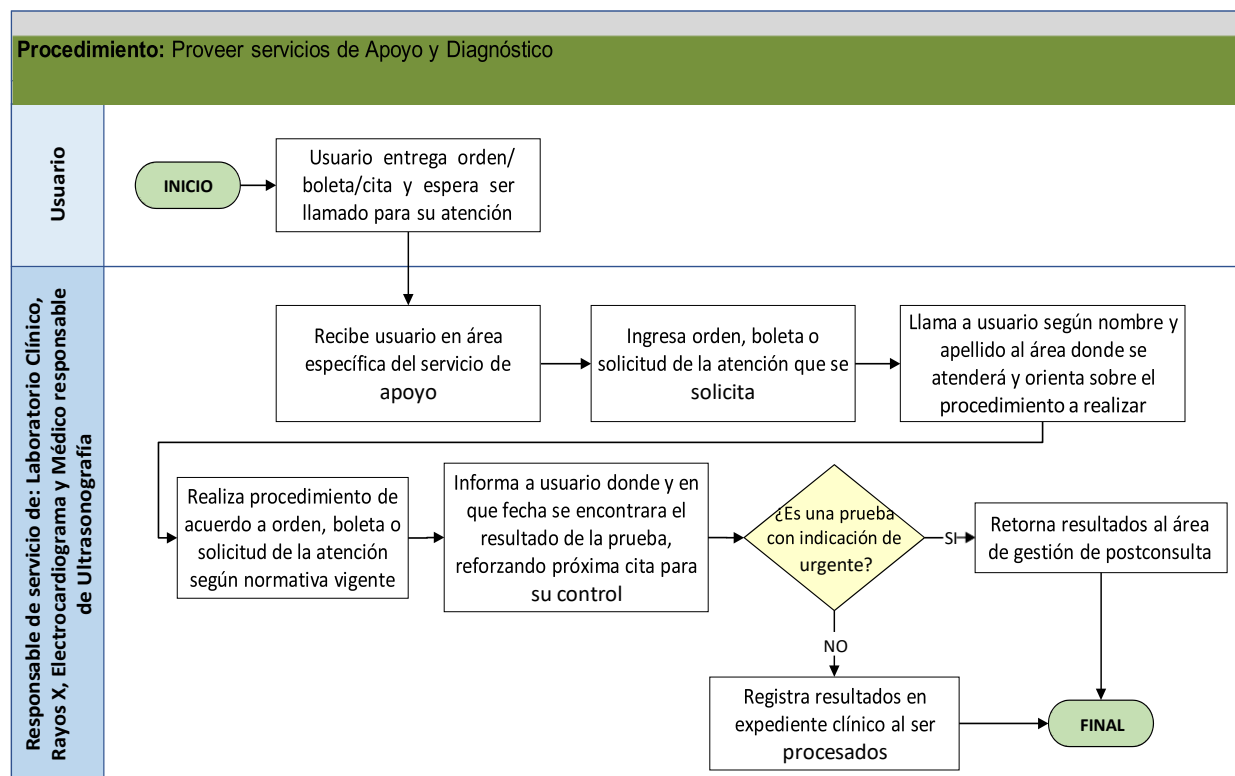 Procedimiento: Proveer servicios de Apoyo y Diagnóstico
Usuario
INICIO
Usuario entrega orden/
boleta/cita y espera ser
llamado para su atención
Responsable de servicio de: Laboratorio Clínico,
Rayos X, Electrocardiograma y Médico responsable
de Ultrasonografía
Recibe usuario en área
específica del servicio de
apoyo
Ingresa orden, boleta o
solicitud de la atención que se
solicita
Llama a usuario según nombre y
apellido al área donde se
atenderá y orienta sobre el
procedimiento a realizar
Realiza procedimiento de
acuerdo a orden, boleta o
solicitud de la atención
según normativa vigente
Informa a usuario donde y en
que fecha se encontrara el
resultado de la prueba,
reforzando próxima cita para
su control
¿Es una prueba
con indicación de
urgente?
SI
Retorna resultados al área
de gestión de postconsulta
NO
Registra resultados en
expediente clínico al ser
procesados
FINAL